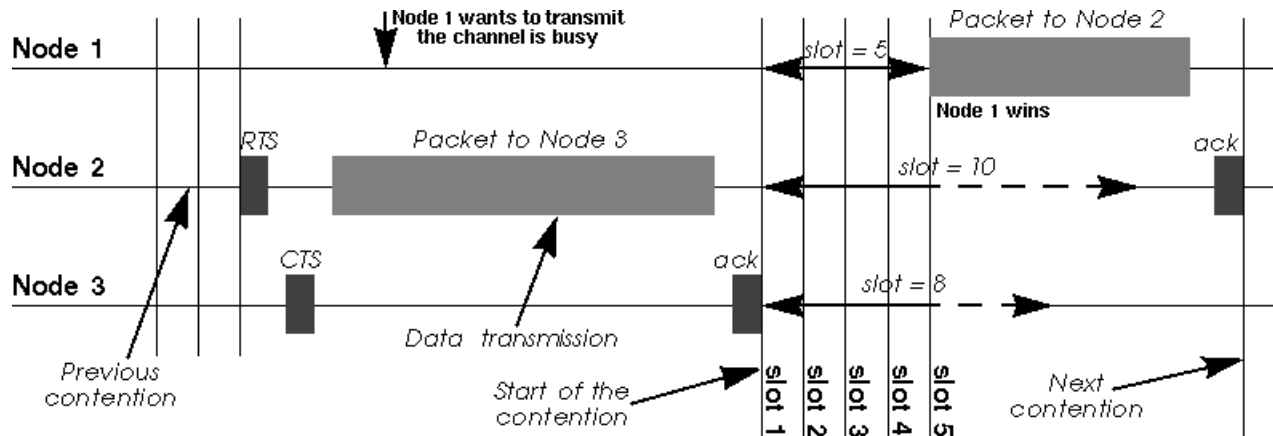 Node 1 wants to transmit
the channel is busy
Packet to Node 2
Node 1
slot = 5
Node 1 wins
RTS
Packet to Node 3
ack
Node 2
slot = 10
CTS
ack
Node 3
slot = 8
Data transmission
Previous
contention
Start of the
contention
slot 1
slot 2
slot 3
slot 4
slot 5
Next
contention